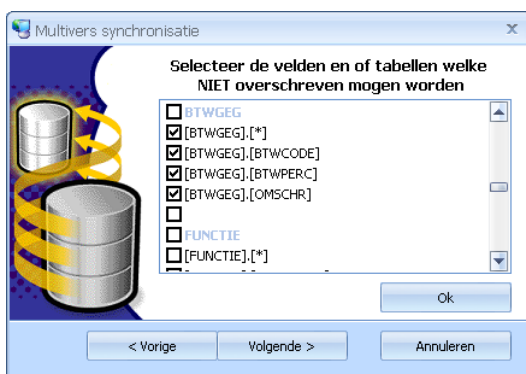 Multivers synchronisatie
x
Selecteer de velden en of tabellen welke
NIET overschreven mogen worden
BTWGEG
[BTWGEG].[*]
[BTWGEG].[BTWCODE]
[BTWGEG].[BTWPERC]
[BTWGEG].[OMSCHR]
FUNCTIE
[FUNCTIE].[*]
Ok
< Vorige
Volgende >
Annuleren